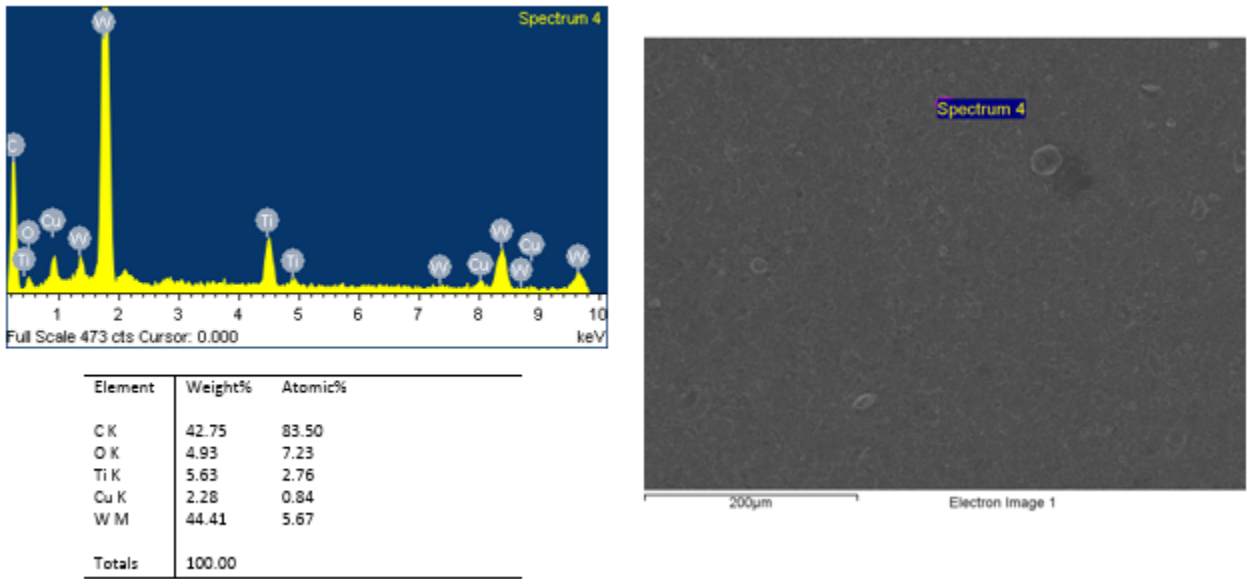 Spectrum 4
W
C
O
Ti
Cu
W
Ti
Ti
W
Cu
W
W
Cu
W
1 2 3 4 5 6 7 8 9 10
Full Scale 473 cts Cursor: 0.000 keV
Element Weight% Atomic%
C K 42.75 83.50
O K 4.93 7.23
Ti K 5.63 2.76
Cu K 2.28 0.84
W M 44.41 5.67
Totals 100.00
Spectrum 4
200µm Electron Image 1